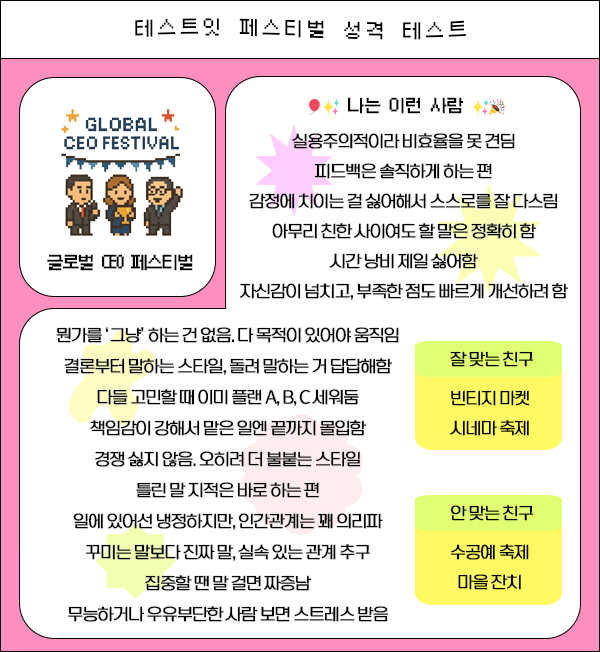 테스트잇 페스티벌 성격 테스트
GLOBAL
CEO FESTIVAL
글로벌 CEO 페스티벌
나는 이런 사람
실용주의적이라 비효율을 못 견딤
피드백은 솔직하게 하는 편
감정에 치이는 걸 싫어해서 스스로를 잘 다스림
아무리 친한 사이여도 할 말은 정확히 함
시간 낭비 제일 싫어함
자신감이 넘치고, 부족한 점도 빠르게 개선하려 함
뭔가를 ‘그냥’ 하는 건 없음. 다 목적이 있어야 움직임
결론부터 말하는 스타일, 돌려 말하는 거 답답해함
다들 고민할 때 이미 플랜 A, B, C 세워둠
책임감이 강해서 맡은 일엔 끝까지 몰입함
경쟁 싫지 않음. 오히려 더 불붙는 스타일
틀린 말 지적은 바로 하는 편
일에 있어선 냉정하지만, 인간관계는 꽤 의리파
꾸미는 말보다 진짜 말, 실속 있는 관계 추구
집중할 땐 말 걸면 짜증남
무능하거나 우유부단한 사람 보면 스트레스 받음
잘 맞는 친구
빈티지 마켓
시네마 축제
안 맞는 친구
수공예 축제
마을 잔치